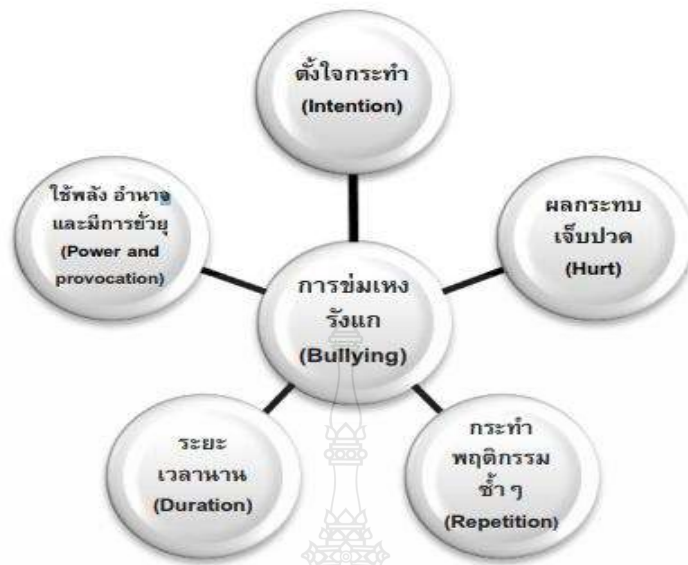 ตั้งใจกระทำ
(Intention)
ใช้พลัง อำนาจ
และมีการยั่วยุ
(Power and
provocation)
ผลกระทบ
เจ็บปวด
(Hurt)
การข่มเหง
รังแก
(Bullying)
ระยะ
เวลานาน
(Duration)
กระทำ
พฤติกรรม
ซ้ำ ๆ
(Repetition)